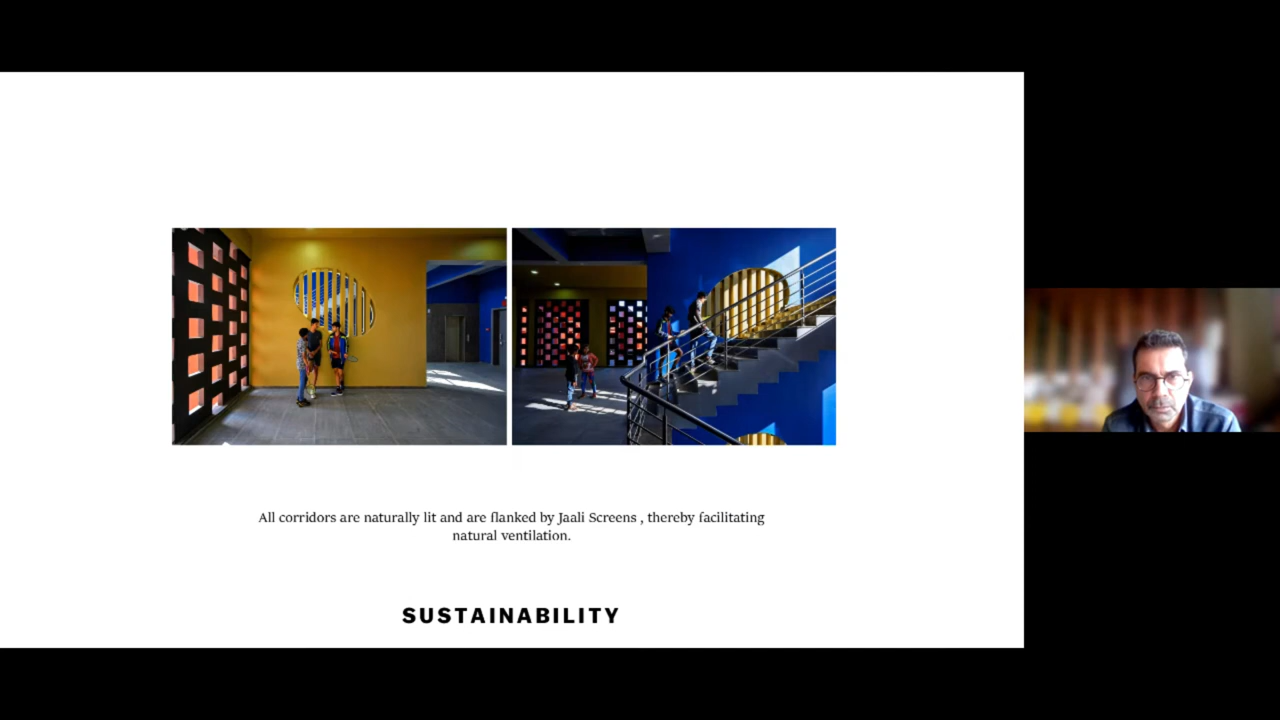 All corridors are naturally lit and are flanked by Jaali Screens , thereby facilitating
natural ventilation.
SUSTAINABILITY